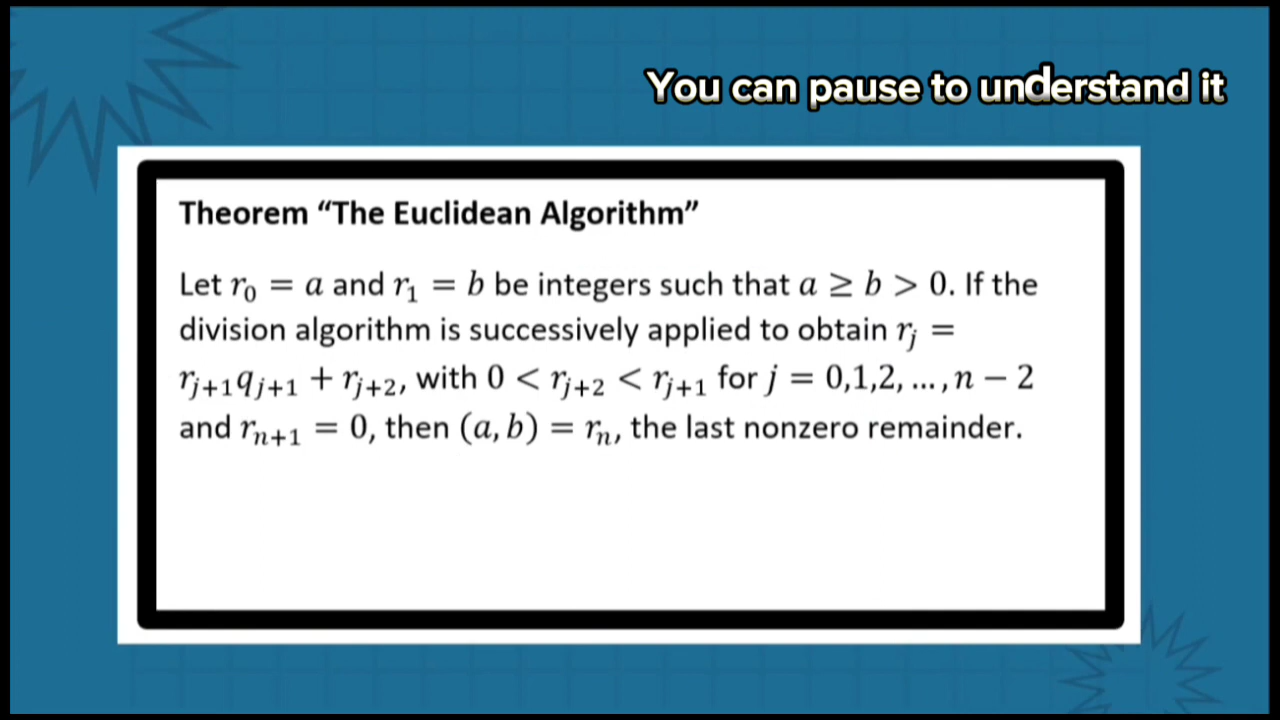 You can pause to understand it
Theorem “The Euclidean Algorithm”
Let r₀ = a and r₁ = b be integers such that a ≥ b > 0. If the
division algorithm is successively applied to obtain rⱼ =
rⱼ₊₁qⱼ₊₁ + rⱼ₊₂, with 0 < rⱼ₊₂ < rⱼ₊₁ for j = 0,1,2, …, n − 2
and rₙ₊₁ = 0, then (a, b) = rₙ, the last nonzero remainder.